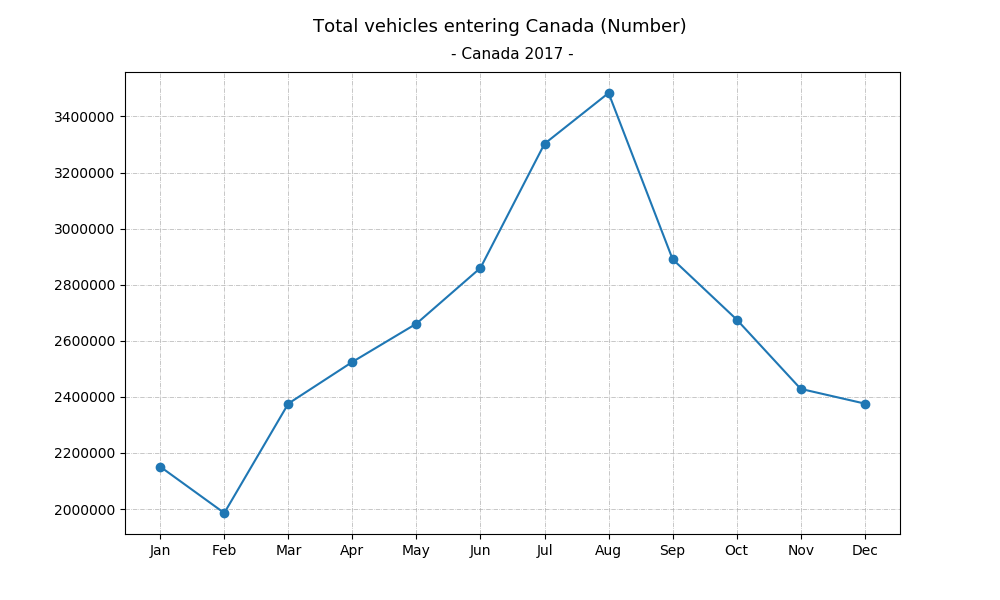 Total vehicles entering Canada (Number)
- Canada 2017 -
3400000
3200000
3000000
2800000
2600000
2400000
2200000
2000000
Jan Feb Mar Apr May Jun Jul Aug Sep Oct Nov Dec